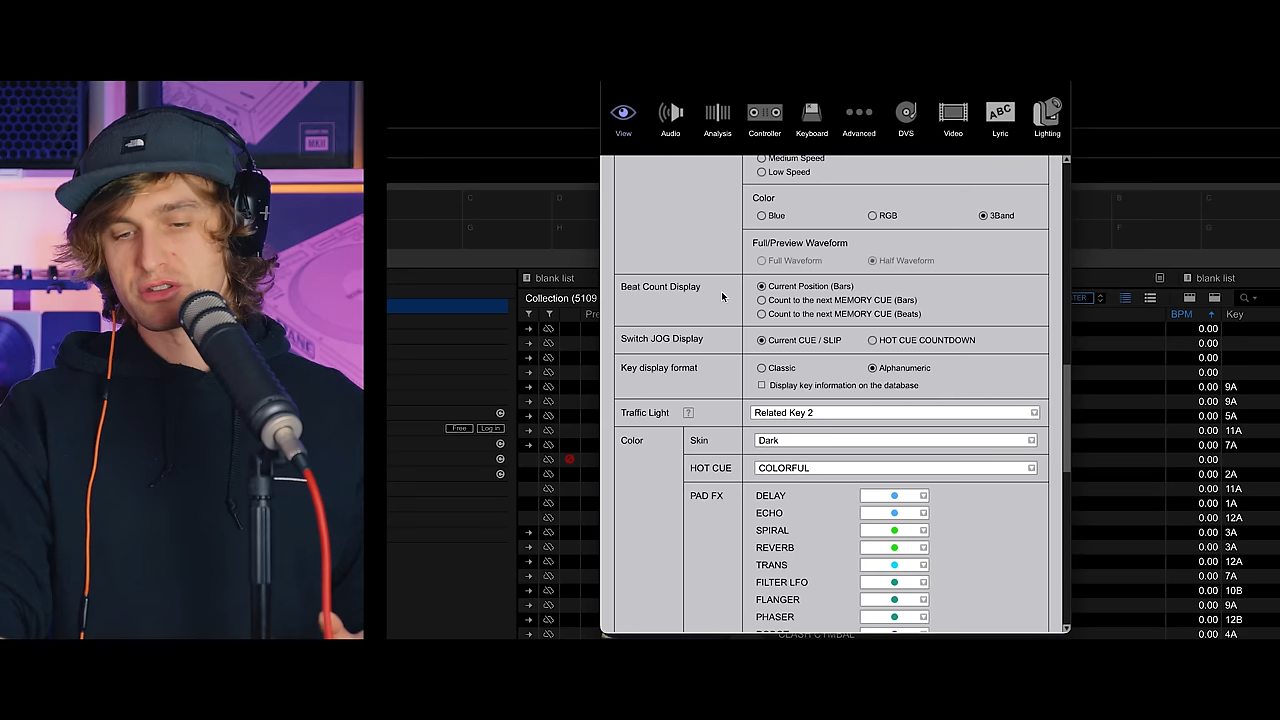 View Audio Analysis Controller Keyboard Advanced DVS Video Lyric Lighting
ABC
Medium Speed
Low Speed
Color
Blue RGB 3Band
Full/Preview Waveform
Full Waveform Half Waveform
Beat Count Display
Current Position (Bars)
Count to the next MEMORY CUE (Bars)
Count to the next MEMORY CUE (Beats)
Switch JOG Display
Current CUE / SLIP HOT CUE COUNTDOWN
Key display format
Classic Alphanumeric
Display key information on the database
Traffic Light ? Related Key 2
Color Skin Dark
HOT CUE COLORFUL
PAD FX
DELAY
ECHO
SPIRAL
REVERB
TRANS
FILTER LFO
FLANGER
PHASER
C D
G H
B C
F G
blank list
Collection (5109
Pre
Free Log in
blank list
TER
BPM Key
0.00
0.00
0.00
0.00
0.00 9A
0.00 9A
0.00 5A
0.00 11A
0.00 7A
0.00
0.00 2A
0.00 11A
0.00 1A
0.00 12A
0.00 3A
0.00 3A
0.00 12A
0.00 7A
0.00 10B
0.00 9A
0.00 12B
0.00 4A